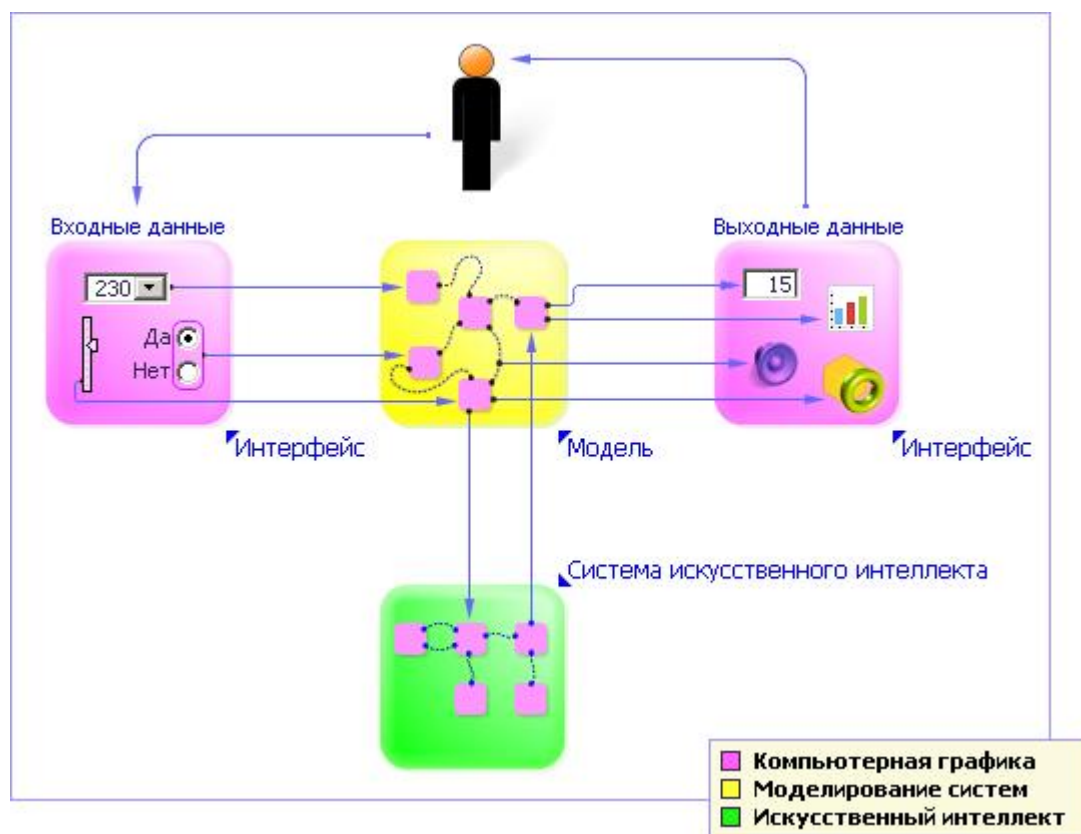 Входные данные
Выходные данные
230
15
Да
Нет
Интерфейс
Модель
Интерфейс
Система искусственного интеллекта
Компьютерная графика
Моделирование систем
Искусственный интеллект